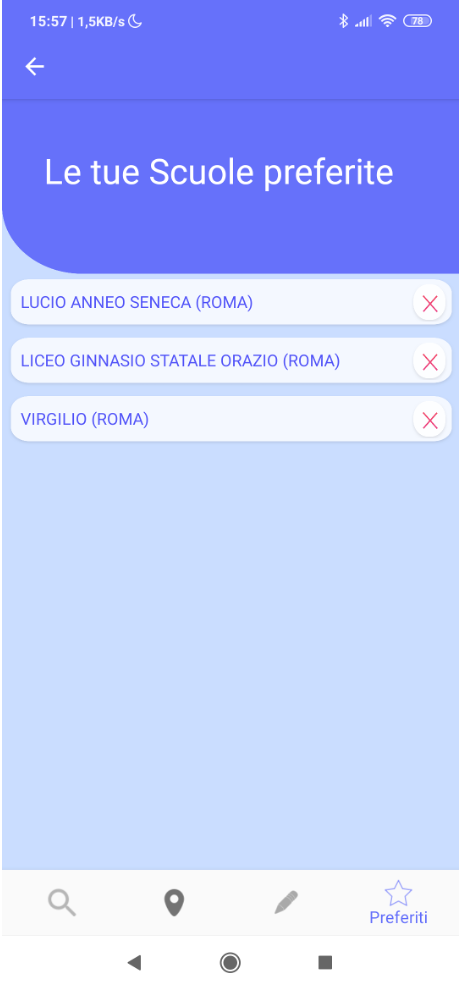 15:57 | 1,5KB/s
78
Le tue Scuole preferite
LUCIO ANNEO SENECA (ROMA)
LICEO GINNASIO STATALE ORAZIO (ROMA)
VIRGILIO (ROMA)
Preferiti